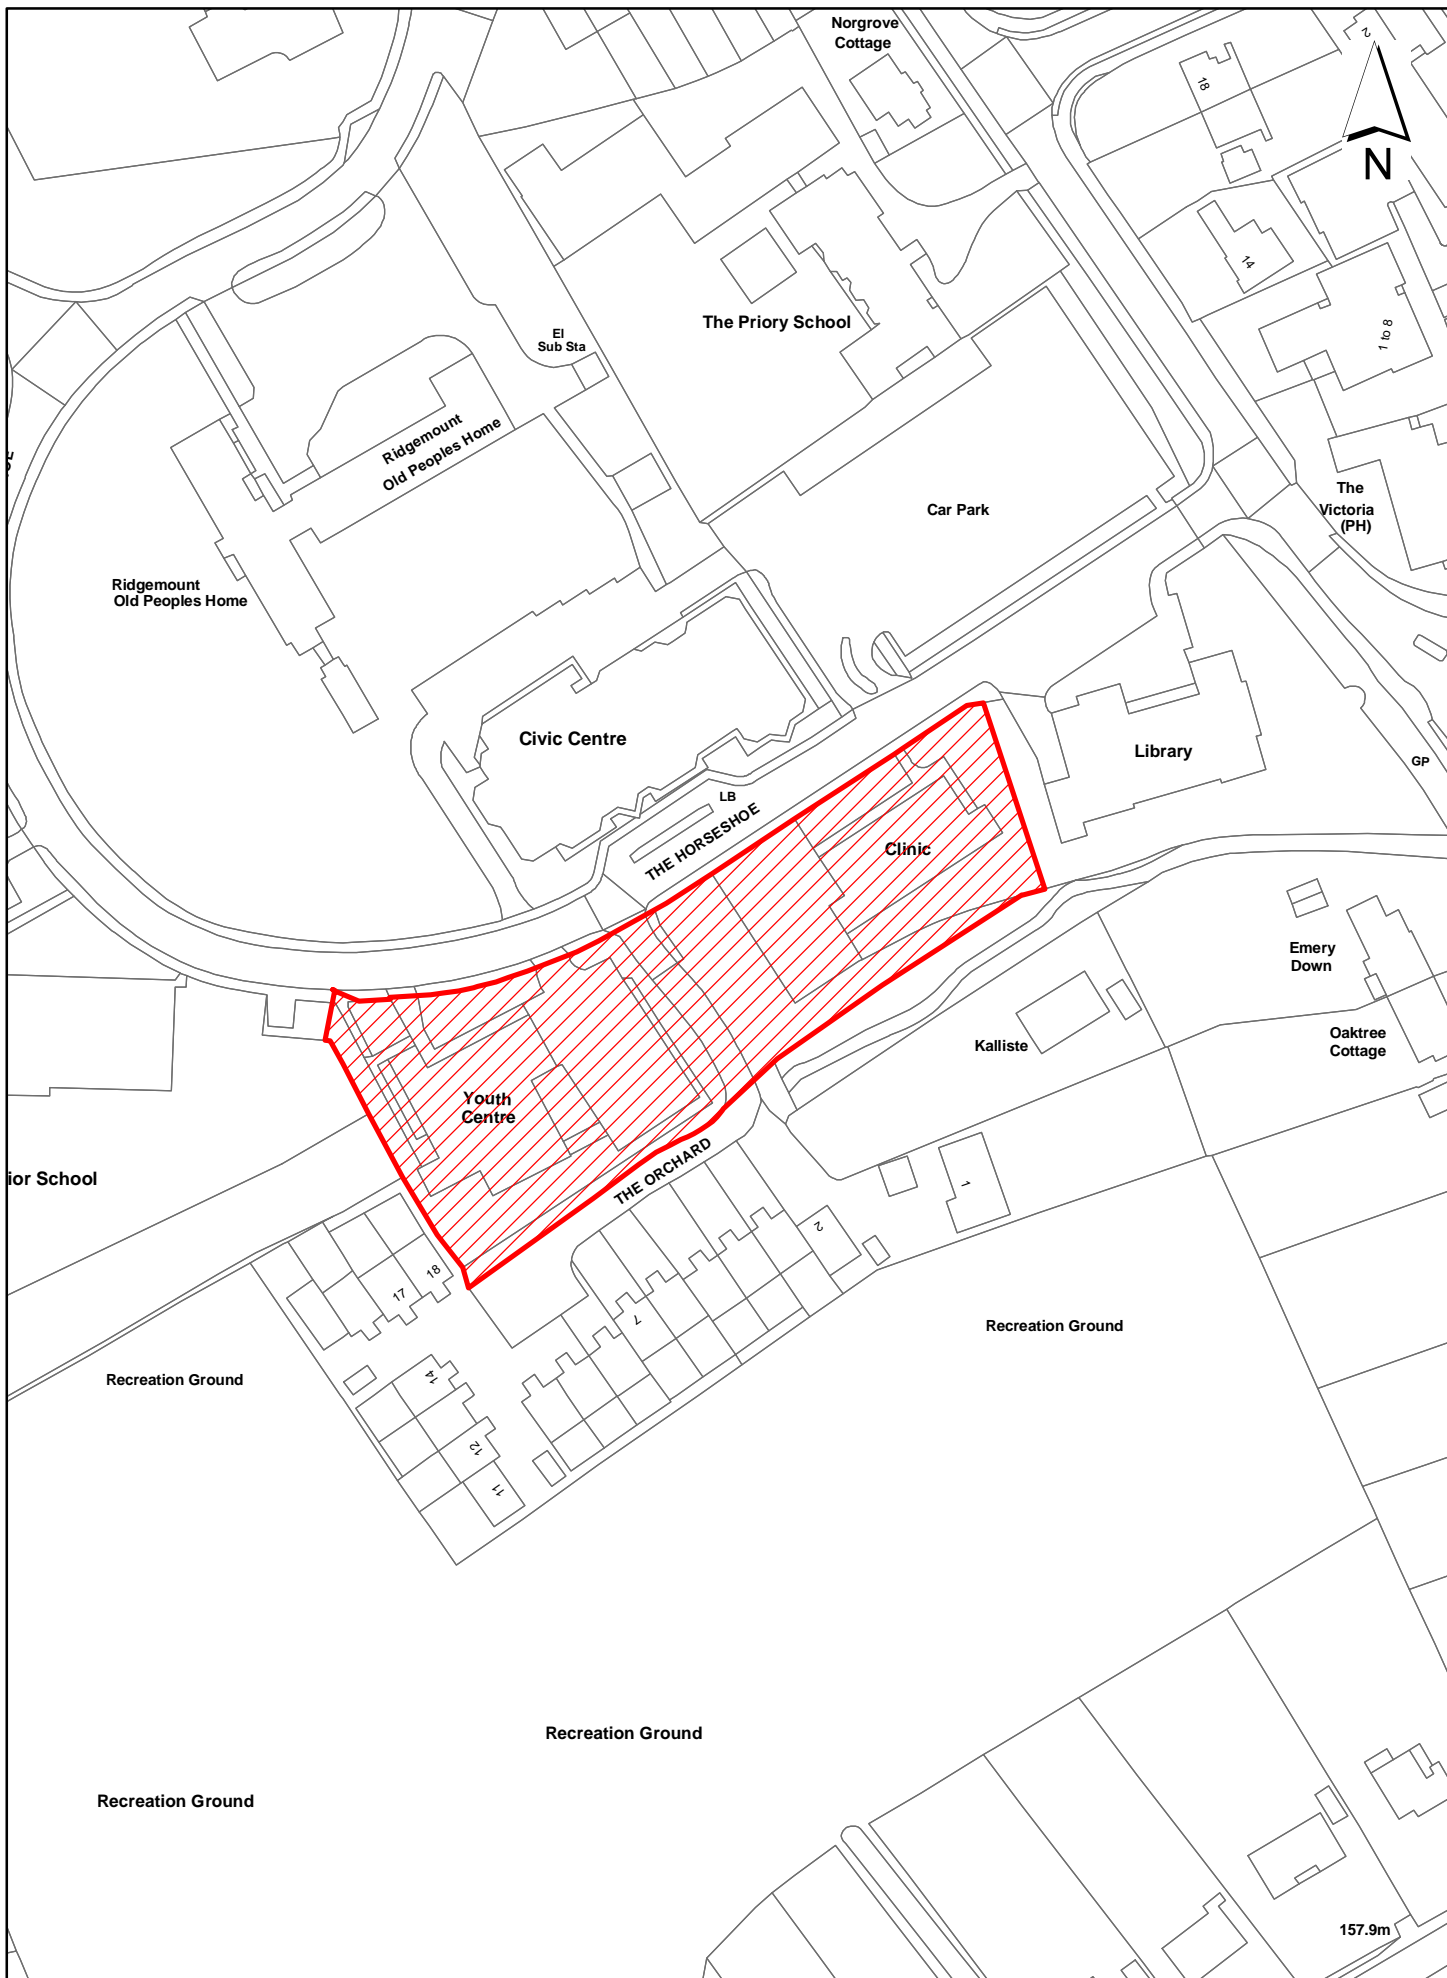 Norgrove
Cottage
2
18
N
14
1 to 8
El
Sub Sta
The Priory School
Ridgemount
Old Peoples Home
Car Park
The
Victoria
(PH)
Ridgemount
Old Peoples Home
Civic Centre
Library
GP
LB
THE HORSESHOE
Clinic
Emery
Down
Oaktree
Cottage
Kalliste
Youth
Centre
THE ORCHARD
ior School
1
2
18
17
7
Recreation Ground
Recreation Ground
14
12
11
Recreation Ground
Recreation Ground
157.9m